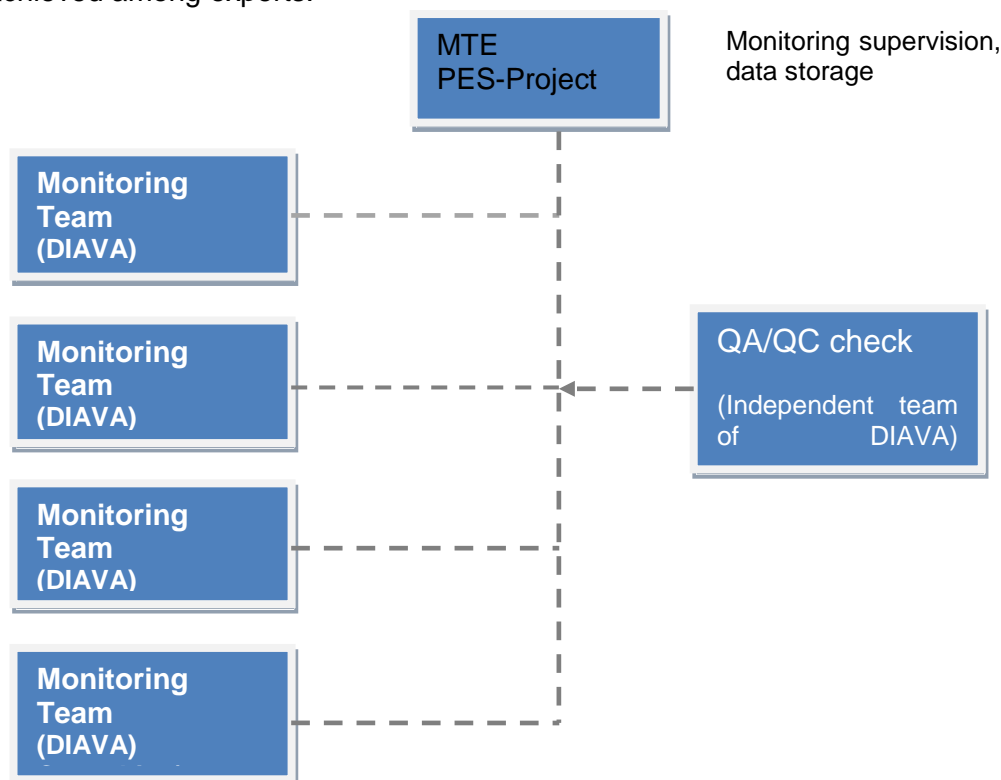 MTE
PES-Project
Monitoring supervision,
data storage
Monitoring
Team
(DIAVA)
Monitoring
Team
(DIAVA)
QA/QC check
(Independent team
of DIAVA)
Monitoring
Team
(DIAVA)
Monitoring
Team
(DIAVA)